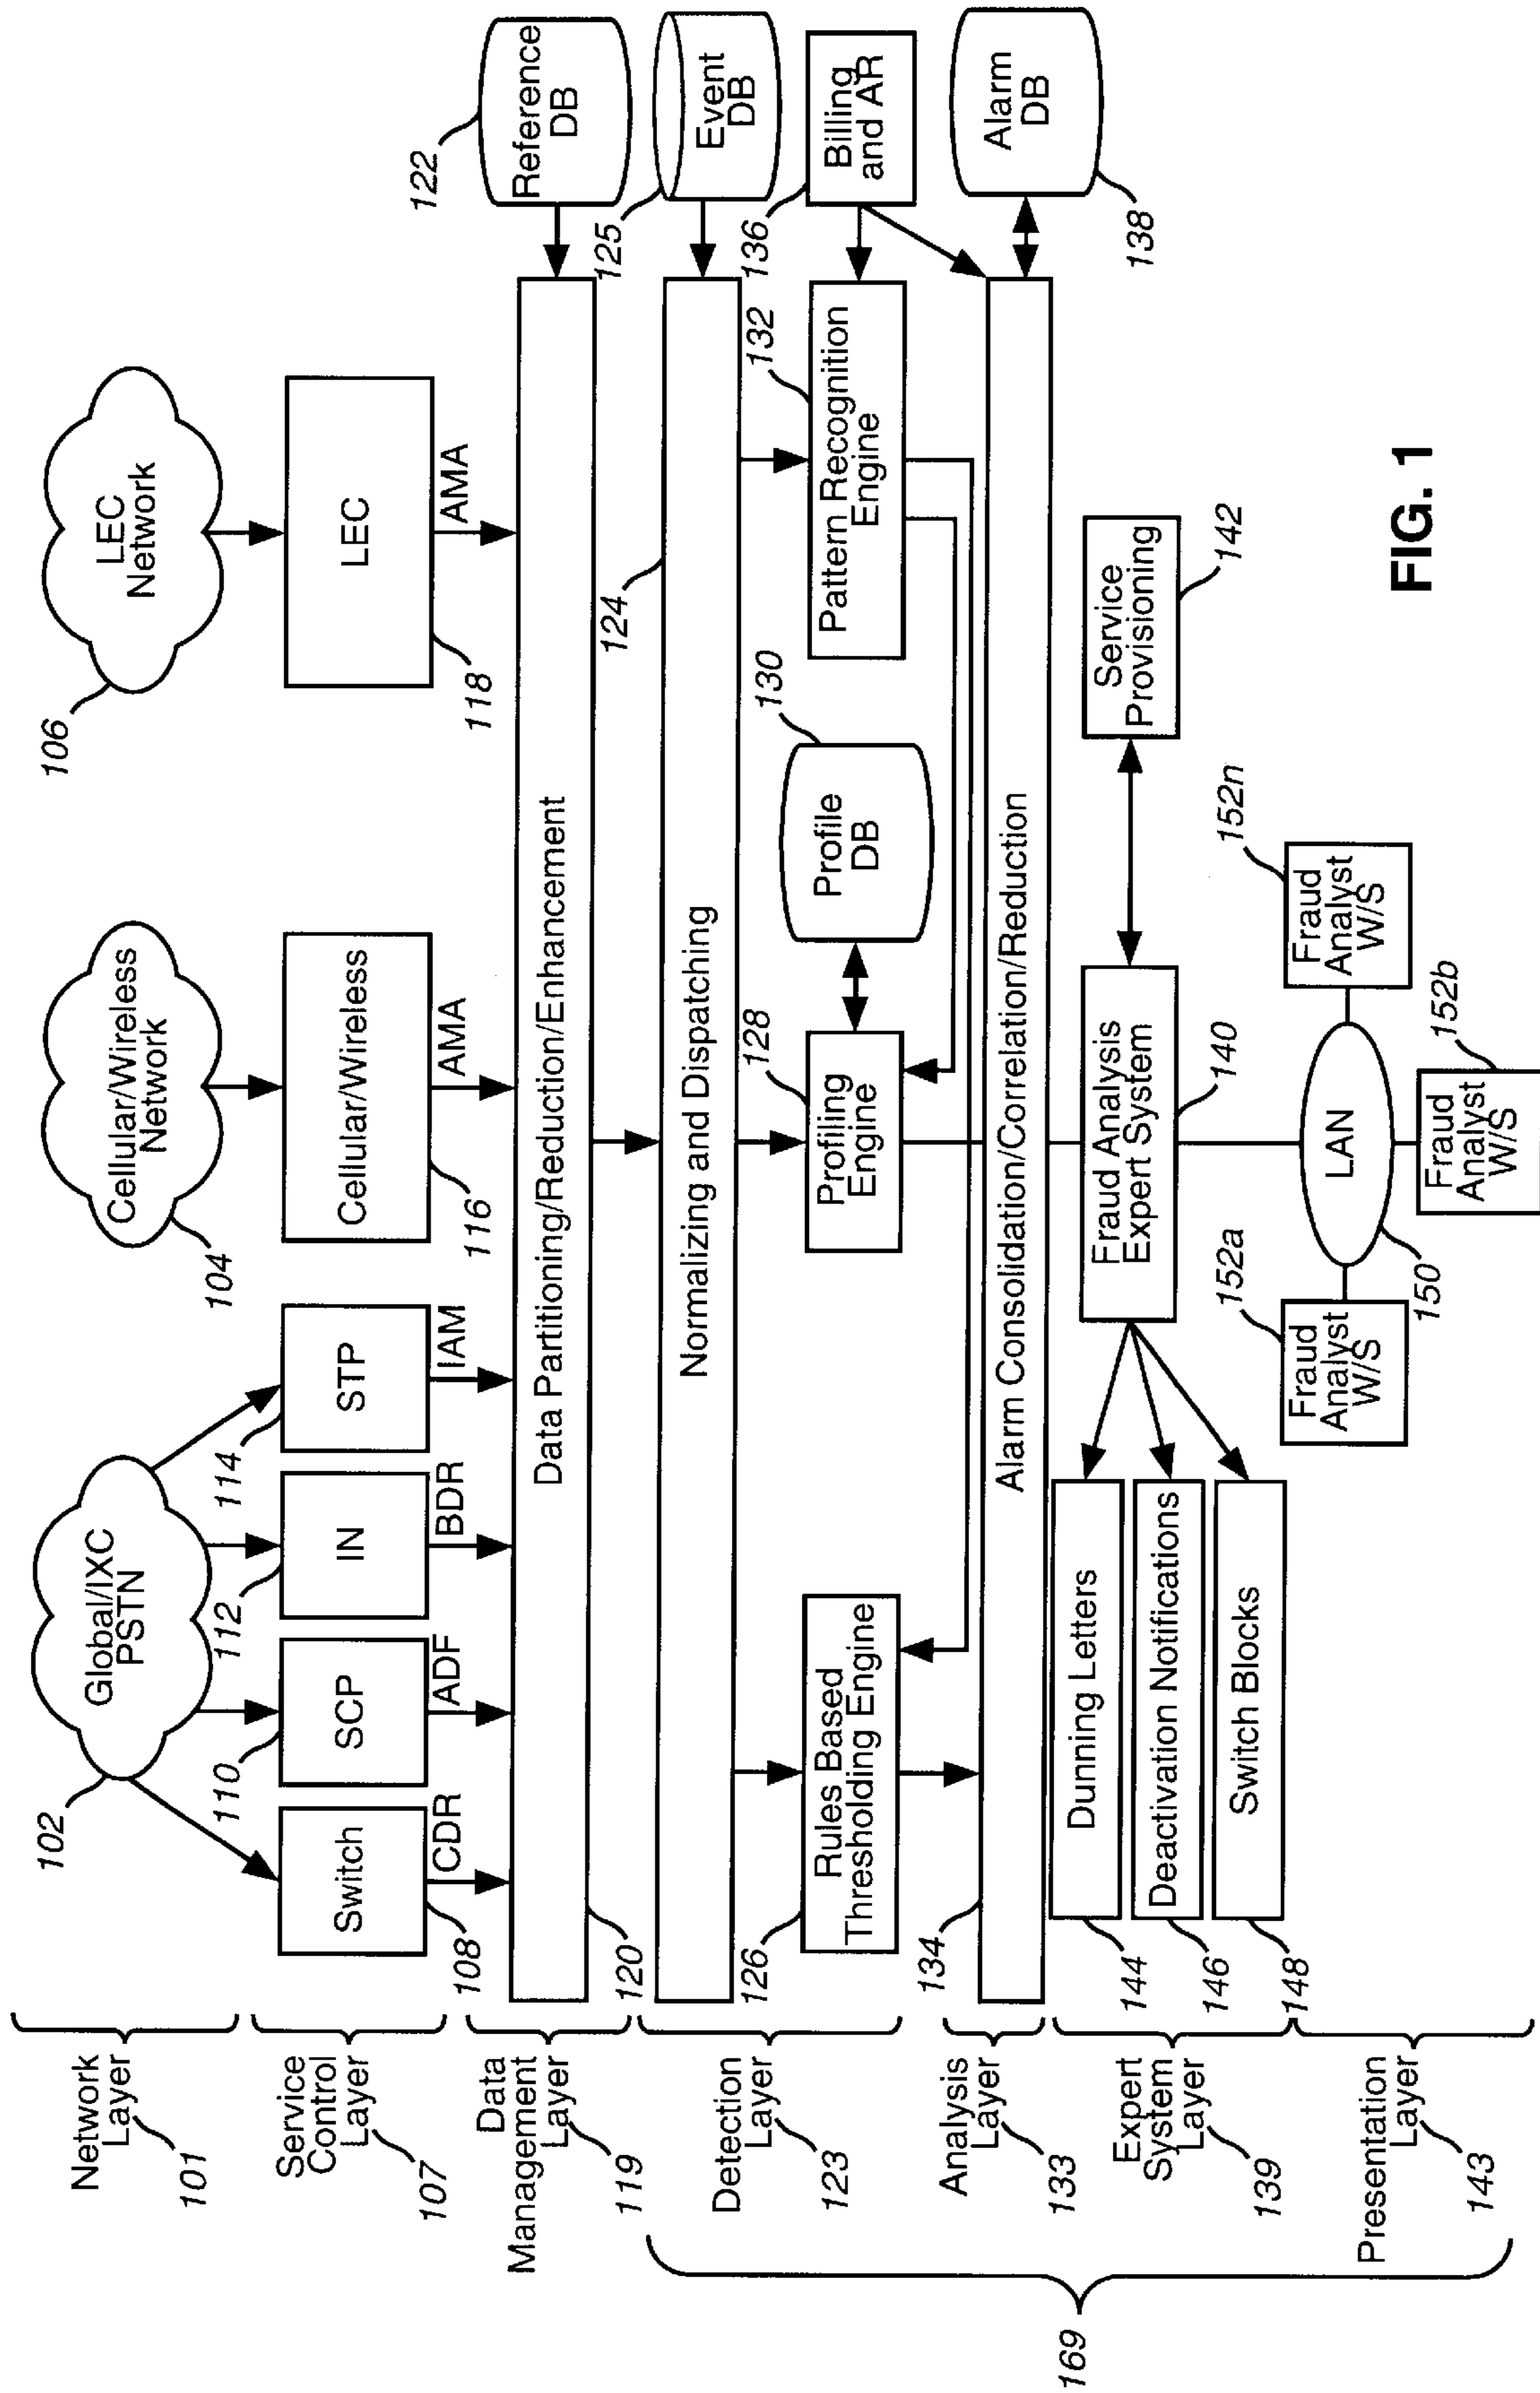 Network
Layer
101
Global/IXC
PSTN
102
Cellular/Wireless
Network
104
LEC
Network
106
Service
Control
Layer
107
Switch
108
CDR
SCP
110
ADF
IN
112
BDR
STP
114
IAM
Cellular/Wireless
116
AMA
LEC
118
AMA
Data
Management
Layer
119
Data Partitioning/Reduction/Enhancement
120
Reference
DB
122
Detection
Layer
123
Normalizing and Dispatching
124
Event
DB
125
Rules Based
Thresholding Engine
126
Profiling
Engine
128
Profile
DB
130
Pattern Recognition
Engine
132
Billing
and AR
136
Analysis
Layer
133
Alarm Consolidation/Correlation/Reduction
134
Alarm
DB
138
Expert
System
Layer
139
Dunning Letters
144
Deactivation Notifications
146
Switch Blocks
148
Fraud Analysis
Expert System
140
Service
Provisioning
142
Presentation
Layer
143
Fraud
Analyst
W/S
152a
LAN
150
Fraud
Analyst
W/S
152b
Fraud
Analyst
W/S
152n
169
FIG. 1